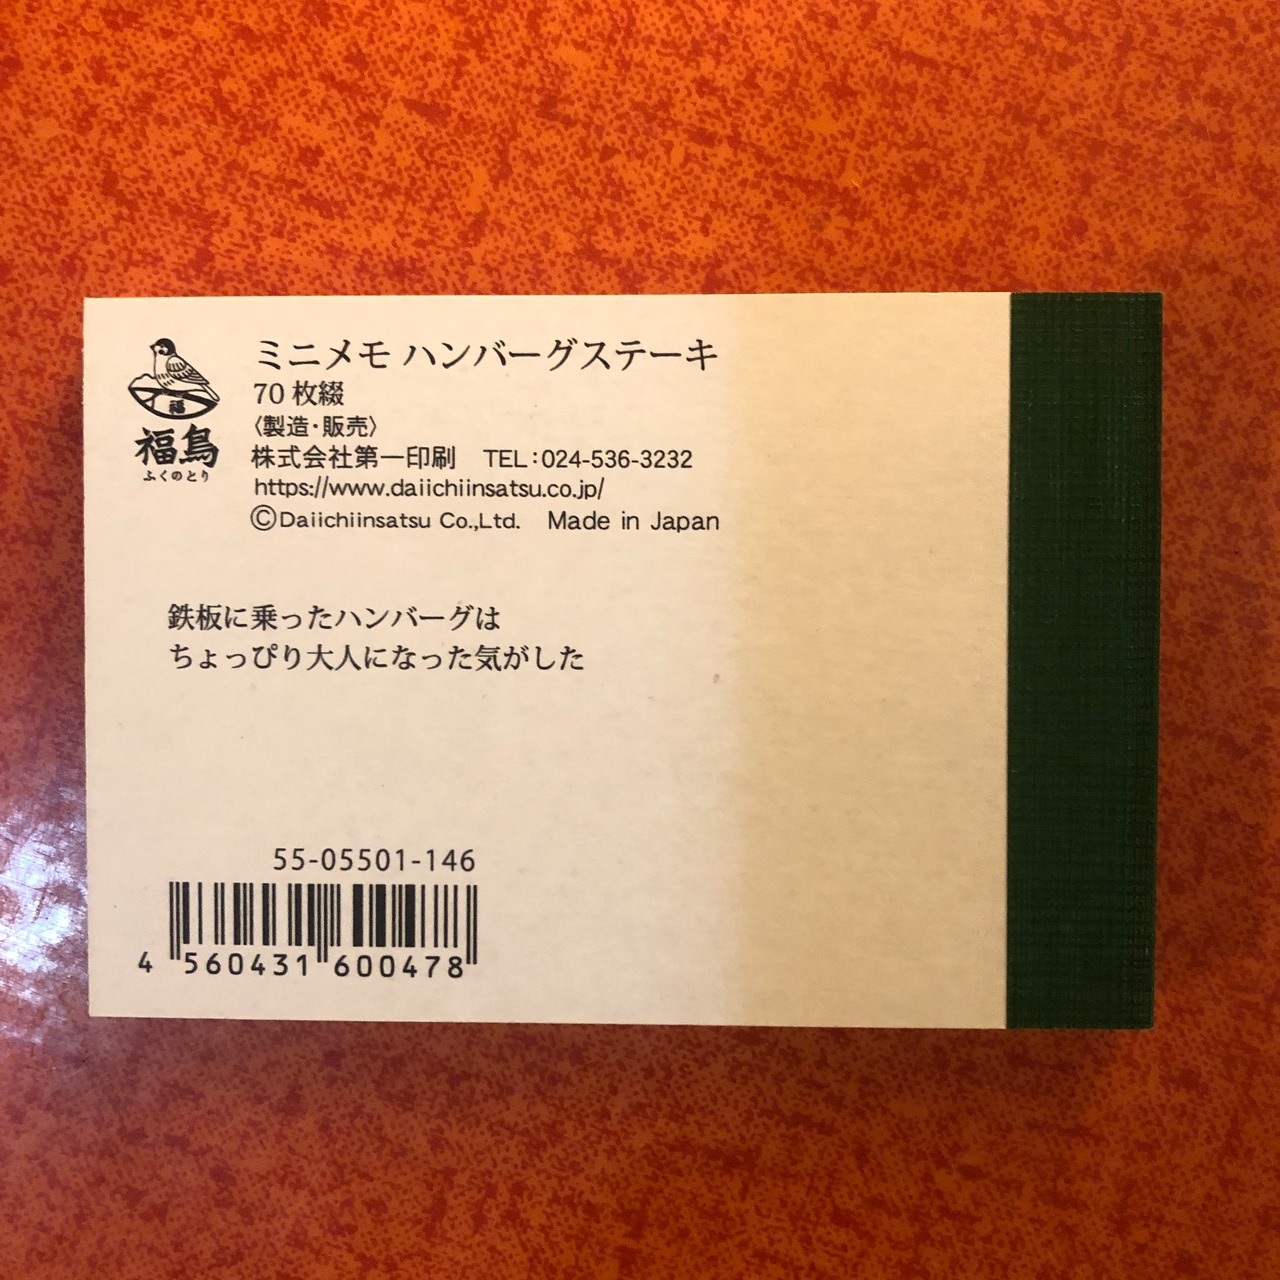 福
福鳥
ふくのとり
ミニメモ ハンバーグステーキ
70 枚綴
〈製造・販売〉
株式会社第一印刷 TEL:024-536-3232
https://www.daiichiinsatsu.co.jp/
©Daiichiinsatsu Co.,Ltd. Made in Japan
鉄板に乗ったハンバーグは
ちょっぴり大人になった気がした
55-05501-146
4 560431 600478